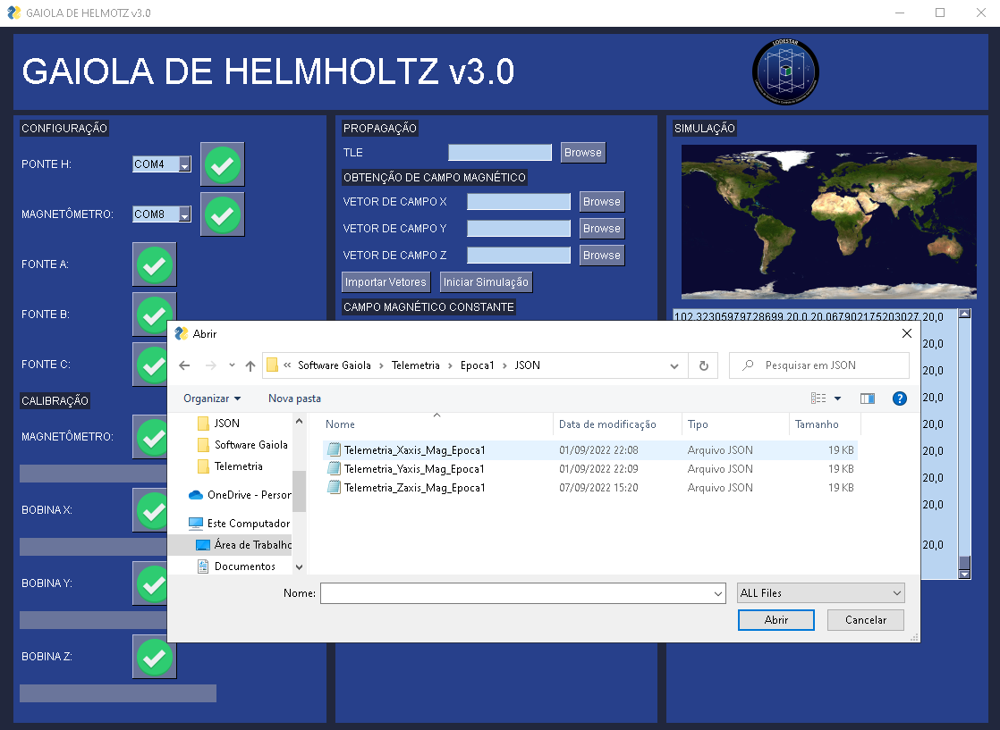 GAIOLA DE HELMOTZ v3.0
GAIOLA DE HELMHOLTZ v3.0
LODESTAR
CONFIGURAÇÃO
PONTE H: COM4
MAGNETÔMETRO: COM8
FONTE A:
FONTE B:
FONTE C:
CALIBRAÇÃO
MAGNETÔMETRO:
BOBINA X:
BOBINA Y:
BOBINA Z:
PROPAGAÇÃO
TLE Browse
OBTENÇÃO DE CAMPO MAGNÉTICO
VETOR DE CAMPO X Browse
VETOR DE CAMPO Y Browse
VETOR DE CAMPO Z Browse
Importar Vetores Iniciar Simulação
CAMPO MAGNÉTICO CONSTANTE
SIMULAÇÃO
102.32305979728699,20.0,20.067902175203027,20,0
20,0
20,0
20,0
20,0
20,0
20,0
20,0
20,0
Abrir
« Software Gaiola › Telemetria › Epoca1 › JSON
Pesquisar em JSON
Organizar Nova pasta
JSON
Software Gaiola
Telemetria
OneDrive - Person
Este Computador
Área de Trabalho
Documentos
Nome Data de modificação Tipo Tamanho
Telemetria_Xaxis_Mag_Epoca1 01/09/2022 22:08 Arquivo JSON 19 KB
Telemetria_Yaxis_Mag_Epoca1 01/09/2022 22:09 Arquivo JSON 19 KB
Telemetria_Zaxis_Mag_Epoca1 07/09/2022 15:20 Arquivo JSON 19 KB
Nome: ALL Files
Abrir Cancelar